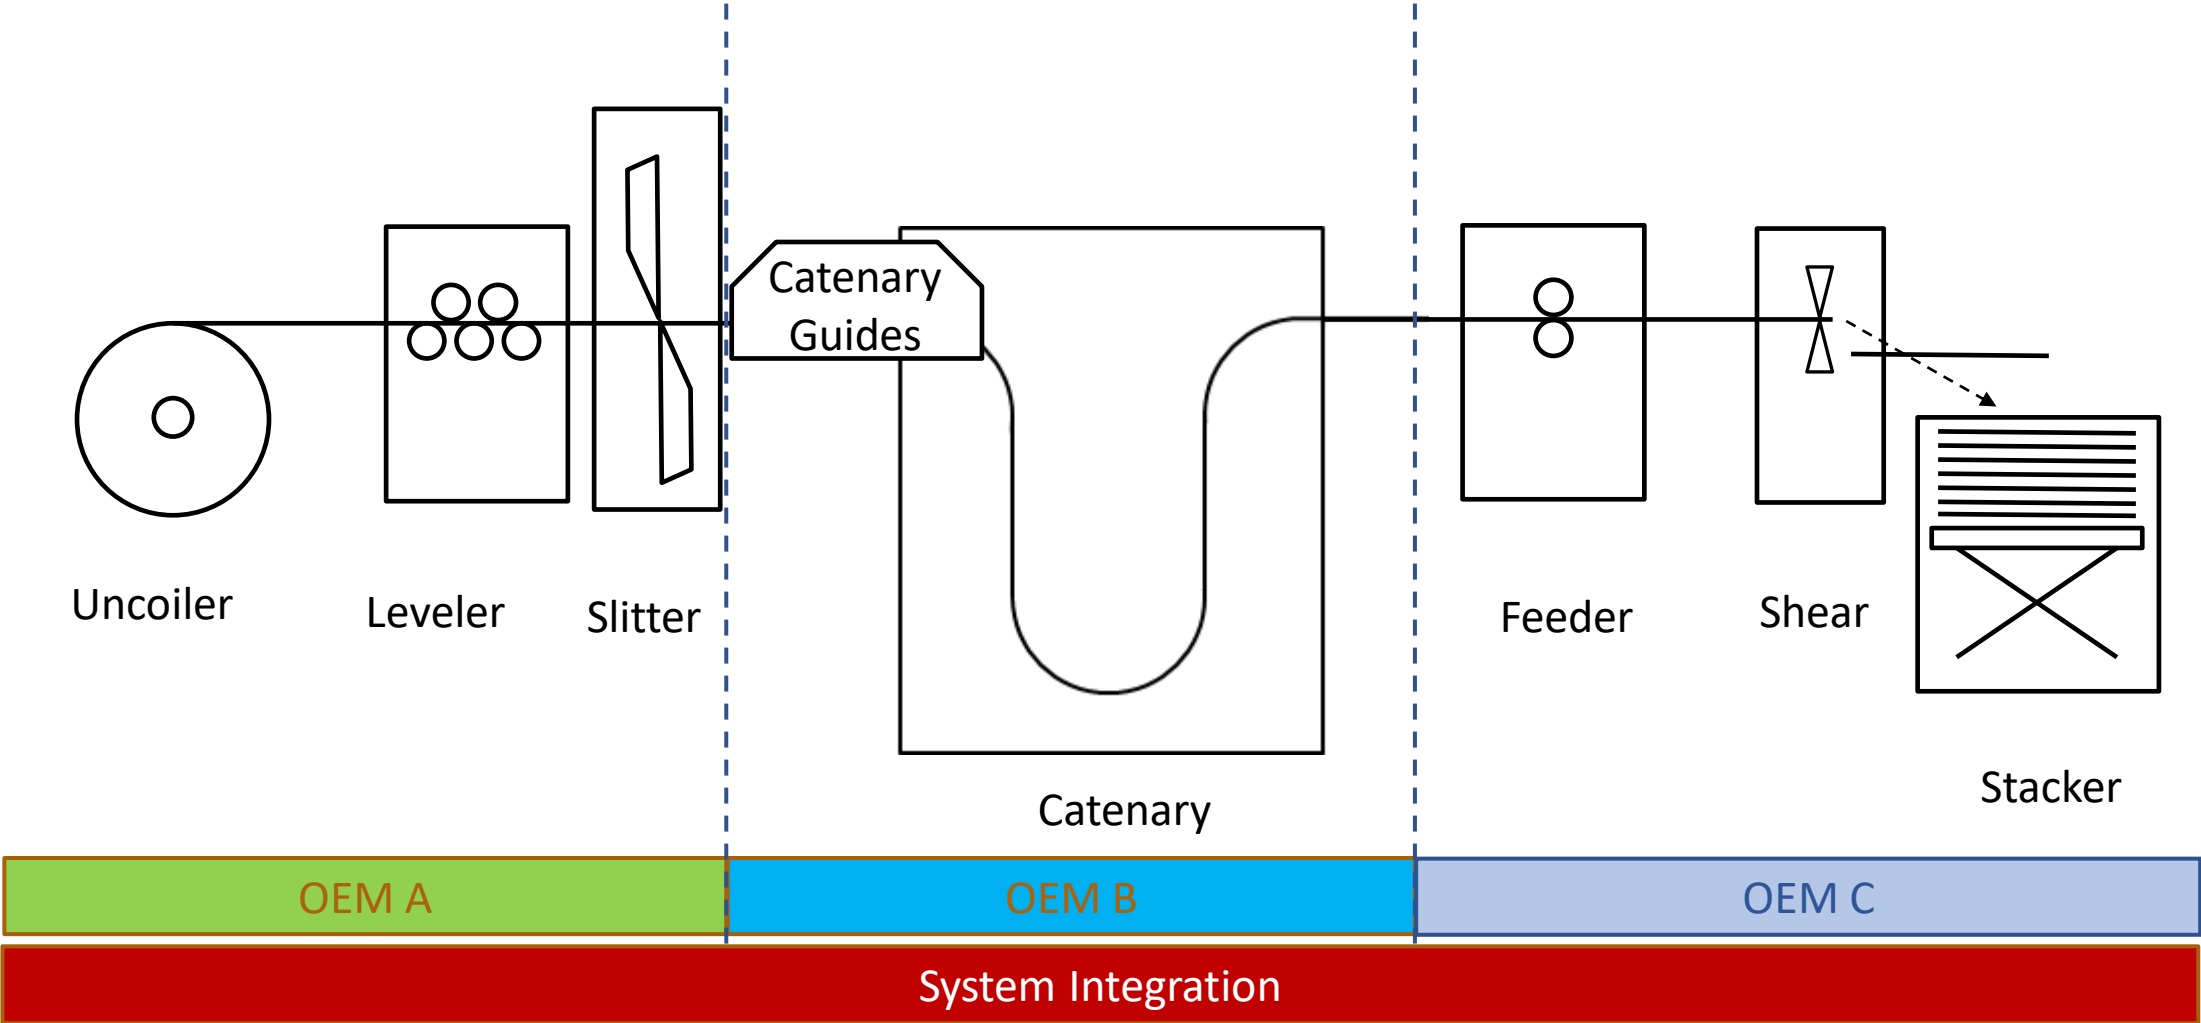 Catenary
Guides
Uncoiler
Leveler
Slitter
Feeder
Shear
Stacker
Catenary
OEM A
OEM B
OEM C
System Integration